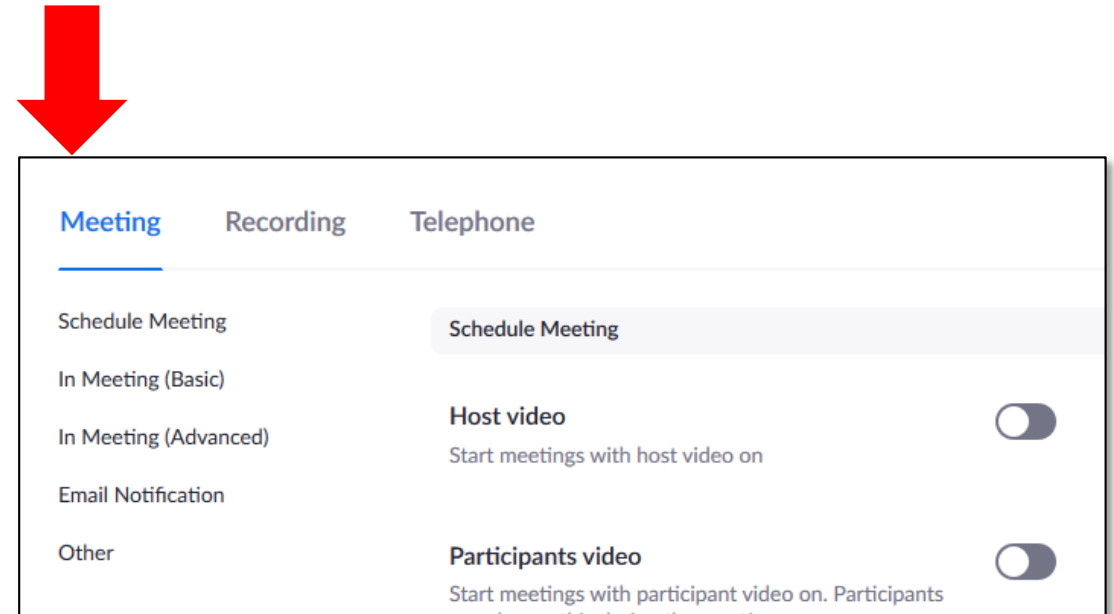 Meeting Recording Telephone
Schedule Meeting
In Meeting (Basic)
In Meeting (Advanced)
Email Notification
Other
Schedule Meeting
Host video
Start meetings with host video on
Participants video
Start meetings with participant video on. Participants